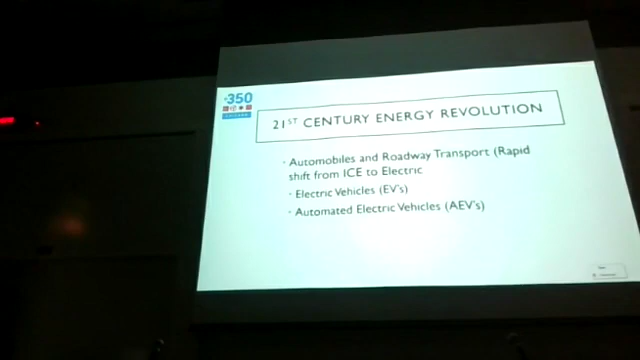 350
21ST CENTURY ENERGY REVOLUTION
· Automobiles and Roadway Transport (Rapid
shift from ICE to Electric
· Electric Vehicles (EV's)
· Automated Electric Vehicles (AEV's)